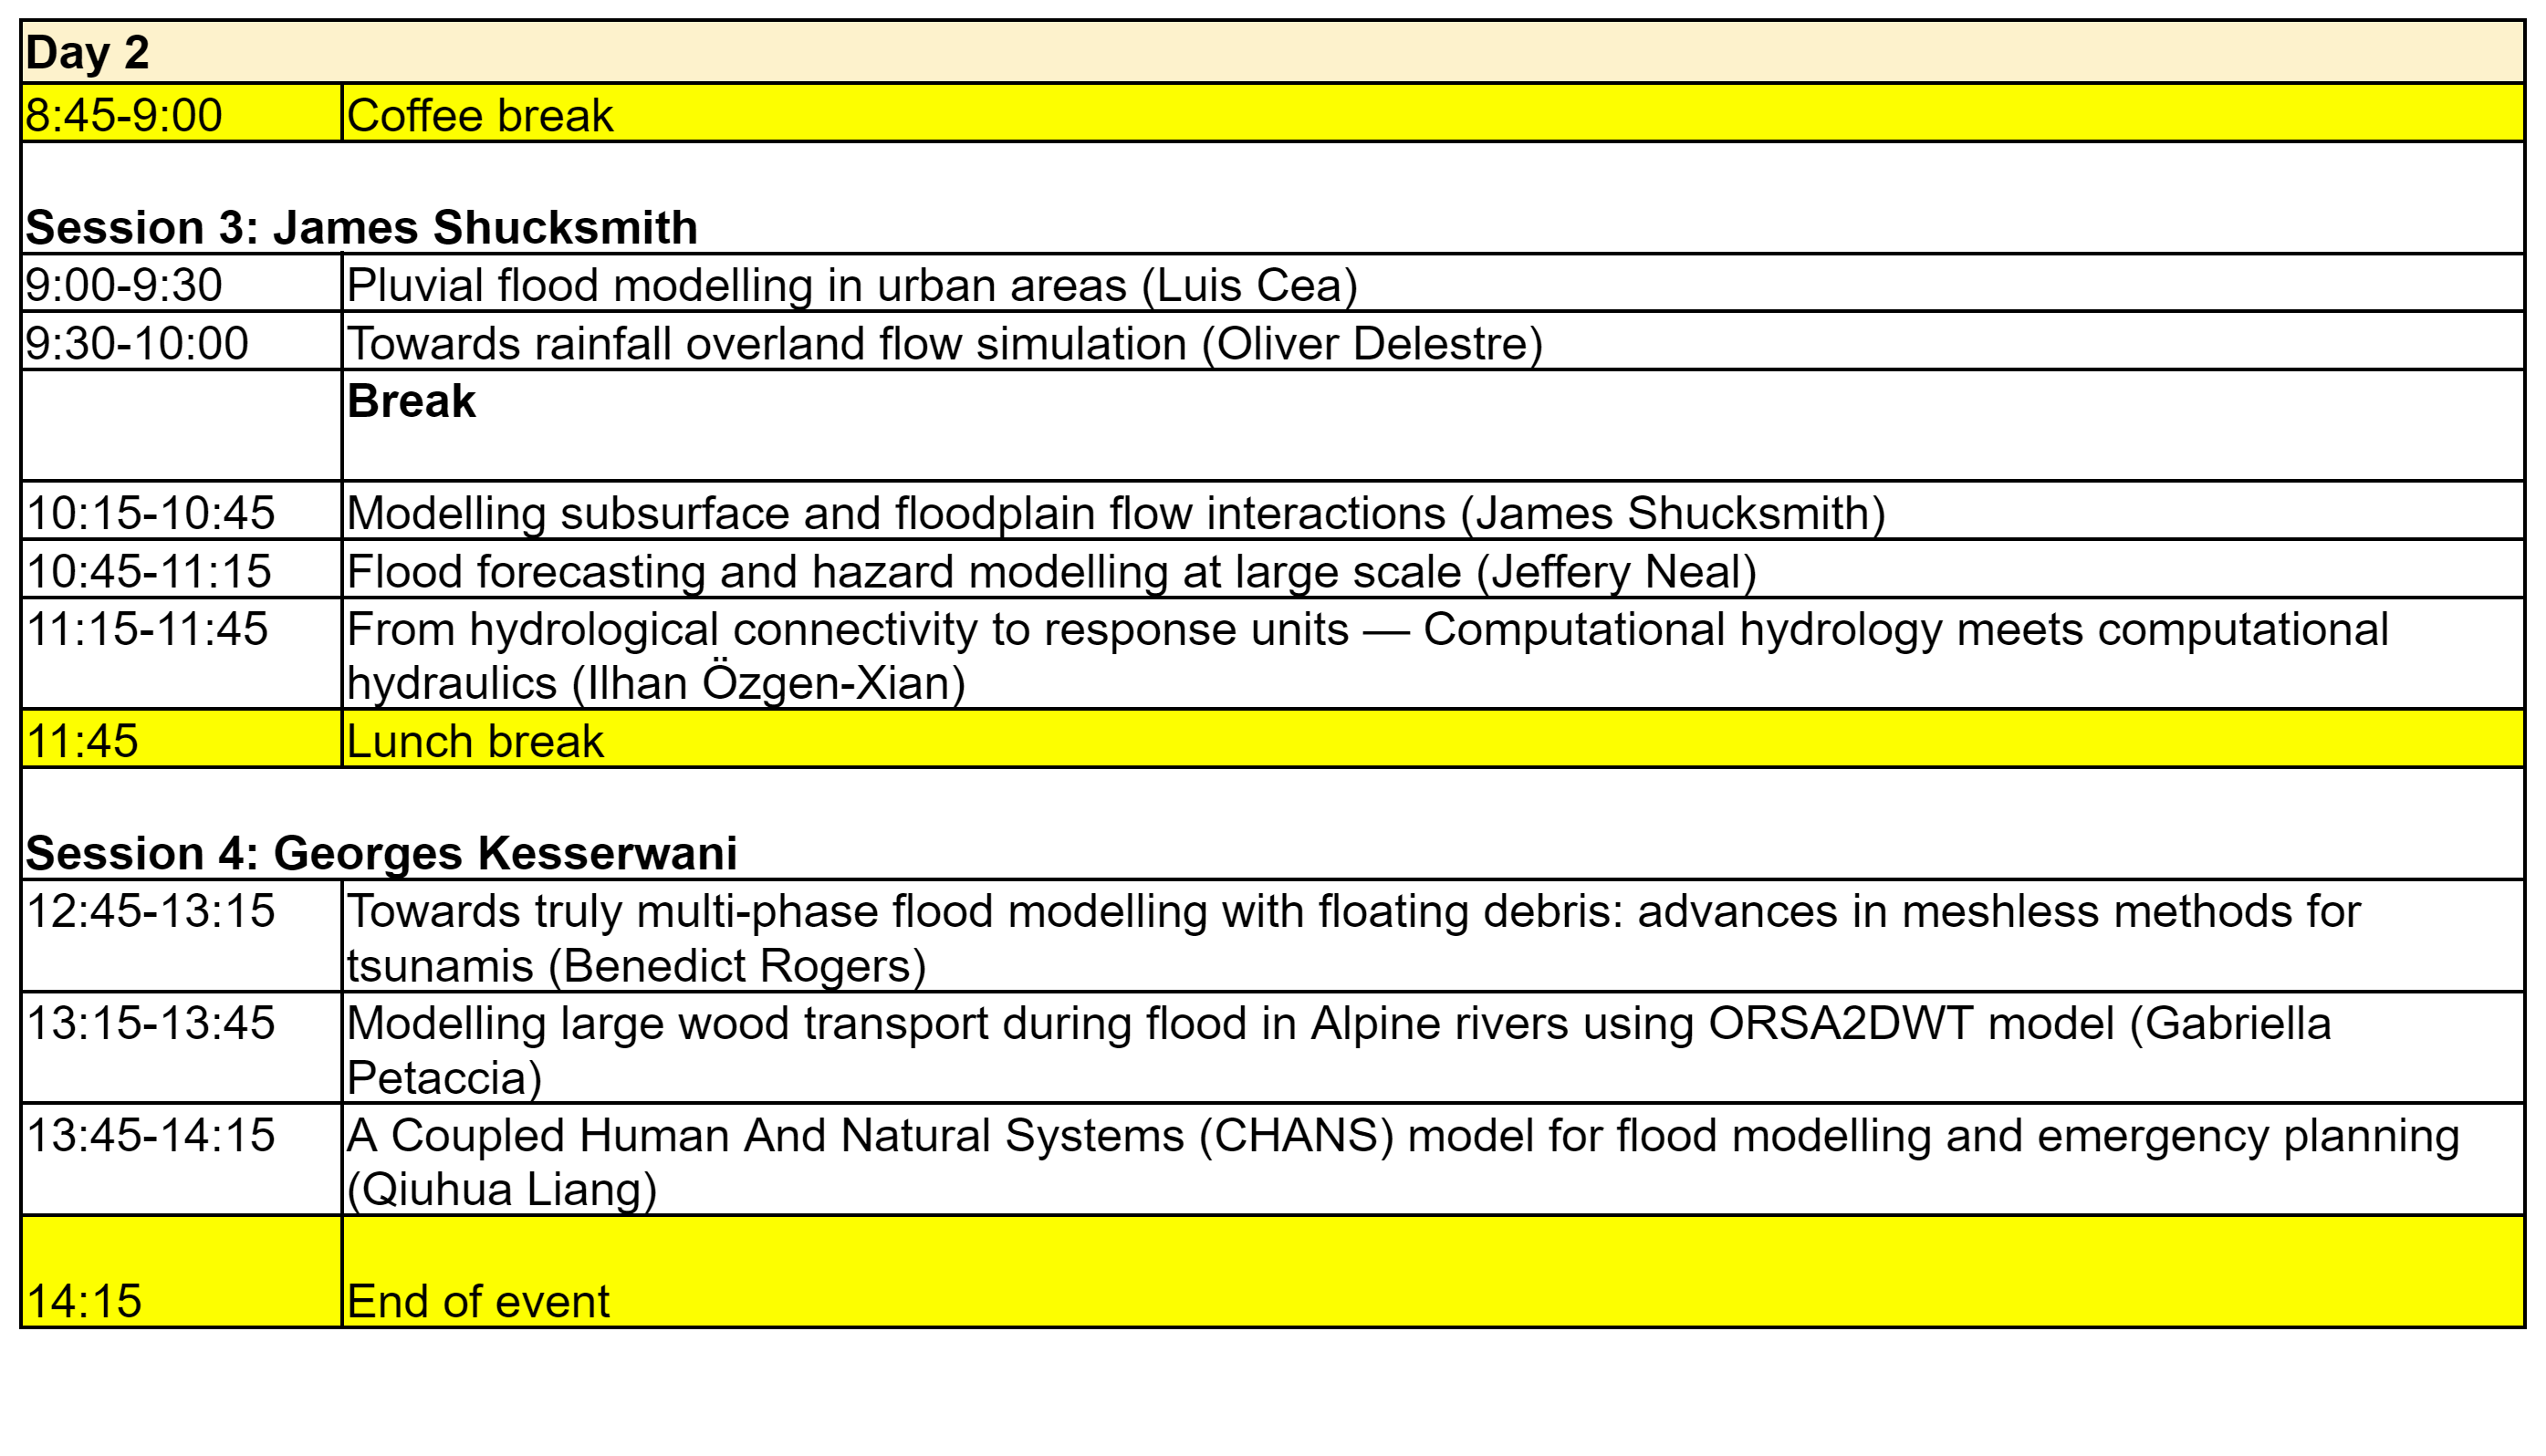 Day 2
8:45-9:00 Coffee break
Session 3: James Shucksmith
9:00-9:30 Pluvial flood modelling in urban areas (Luis Cea)
9:30-10:00 Towards rainfall overland flow simulation (Oliver Delestre)
Break
10:15-10:45 Modelling subsurface and floodplain flow interactions (James Shucksmith)
10:45-11:15 Flood forecasting and hazard modelling at large scale (Jeffery Neal)
11:15-11:45 From hydrological connectivity to response units — Computational hydrology meets computational
hydraulics (Ilhan Özgen-Xian)
11:45 Lunch break
Session 4: Georges Kesserwani
12:45-13:15 Towards truly multi-phase flood modelling with floating debris: advances in meshless methods for
tsunamis (Benedict Rogers)
13:15-13:45 Modelling large wood transport during flood in Alpine rivers using ORSA2DWT model (Gabriella
Petaccia)
13:45-14:15 A Coupled Human And Natural Systems (CHANS) model for flood modelling and emergency planning
(Qiuhua Liang)
14:15 End of event